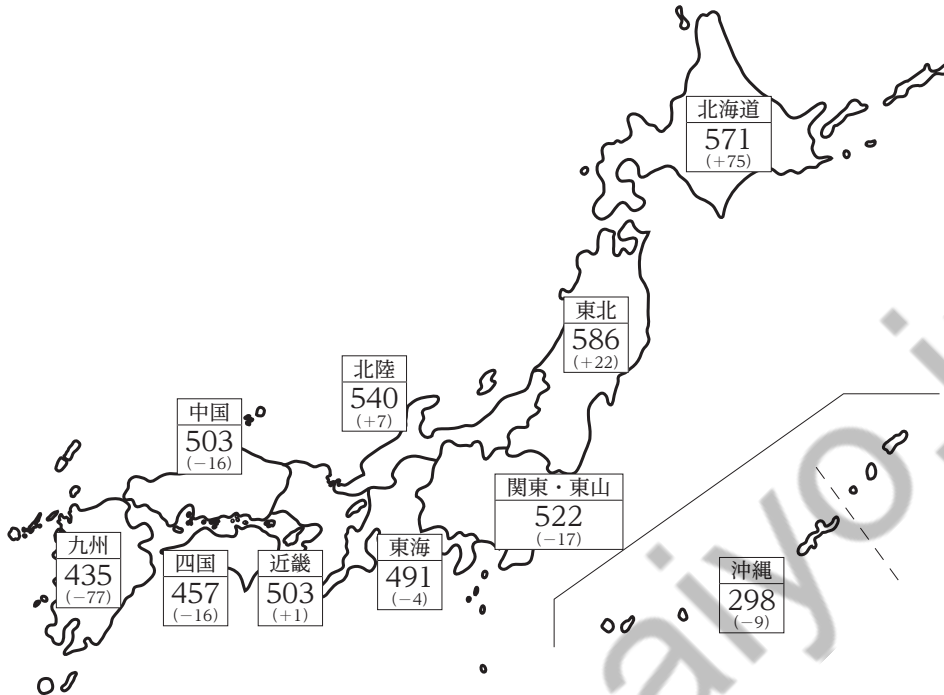 北海道
571
(+75)
東北
586
(+22)
北陸
540
(+7)
中国
503
(−16)
関東・東山
522
(−17)
九州
435
(−77)
四国
457
(−16)
近畿
503
(+1)
東海
491
(−4)
沖縄
298
(−9)
aiyo